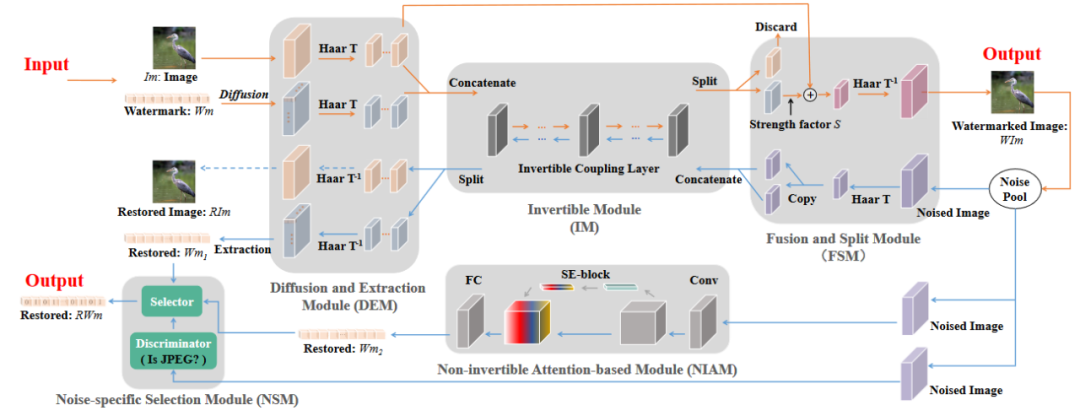 Input
Im: Image
Watermark: Wm
Diffusion
Haar T
Haar T
Concatenate
Invertible Coupling Layer
Invertible Module
(IM)
Split
Discard
Strength factor S
Haar T-1
Output
Watermarked Image:
WIm
Noise
Pool
Noised Image
Haar T
Copy
Concatenate
Fusion and Split Module
(FSM)
Split
Haar T-1
Haar T-1
Restored Image: RIm
Extraction
Restored: Wm1
Diffusion and Extraction
Module (DEM)
Output
Restored: RWm
Selector
Discriminator
( Is JPEG? )
Noise-specific Selection Module (NSM)
Restored: Wm2
FC
SE-block
Conv
Non-invertible Attention-based Module (NIAM)
Noised Image
Noised Image